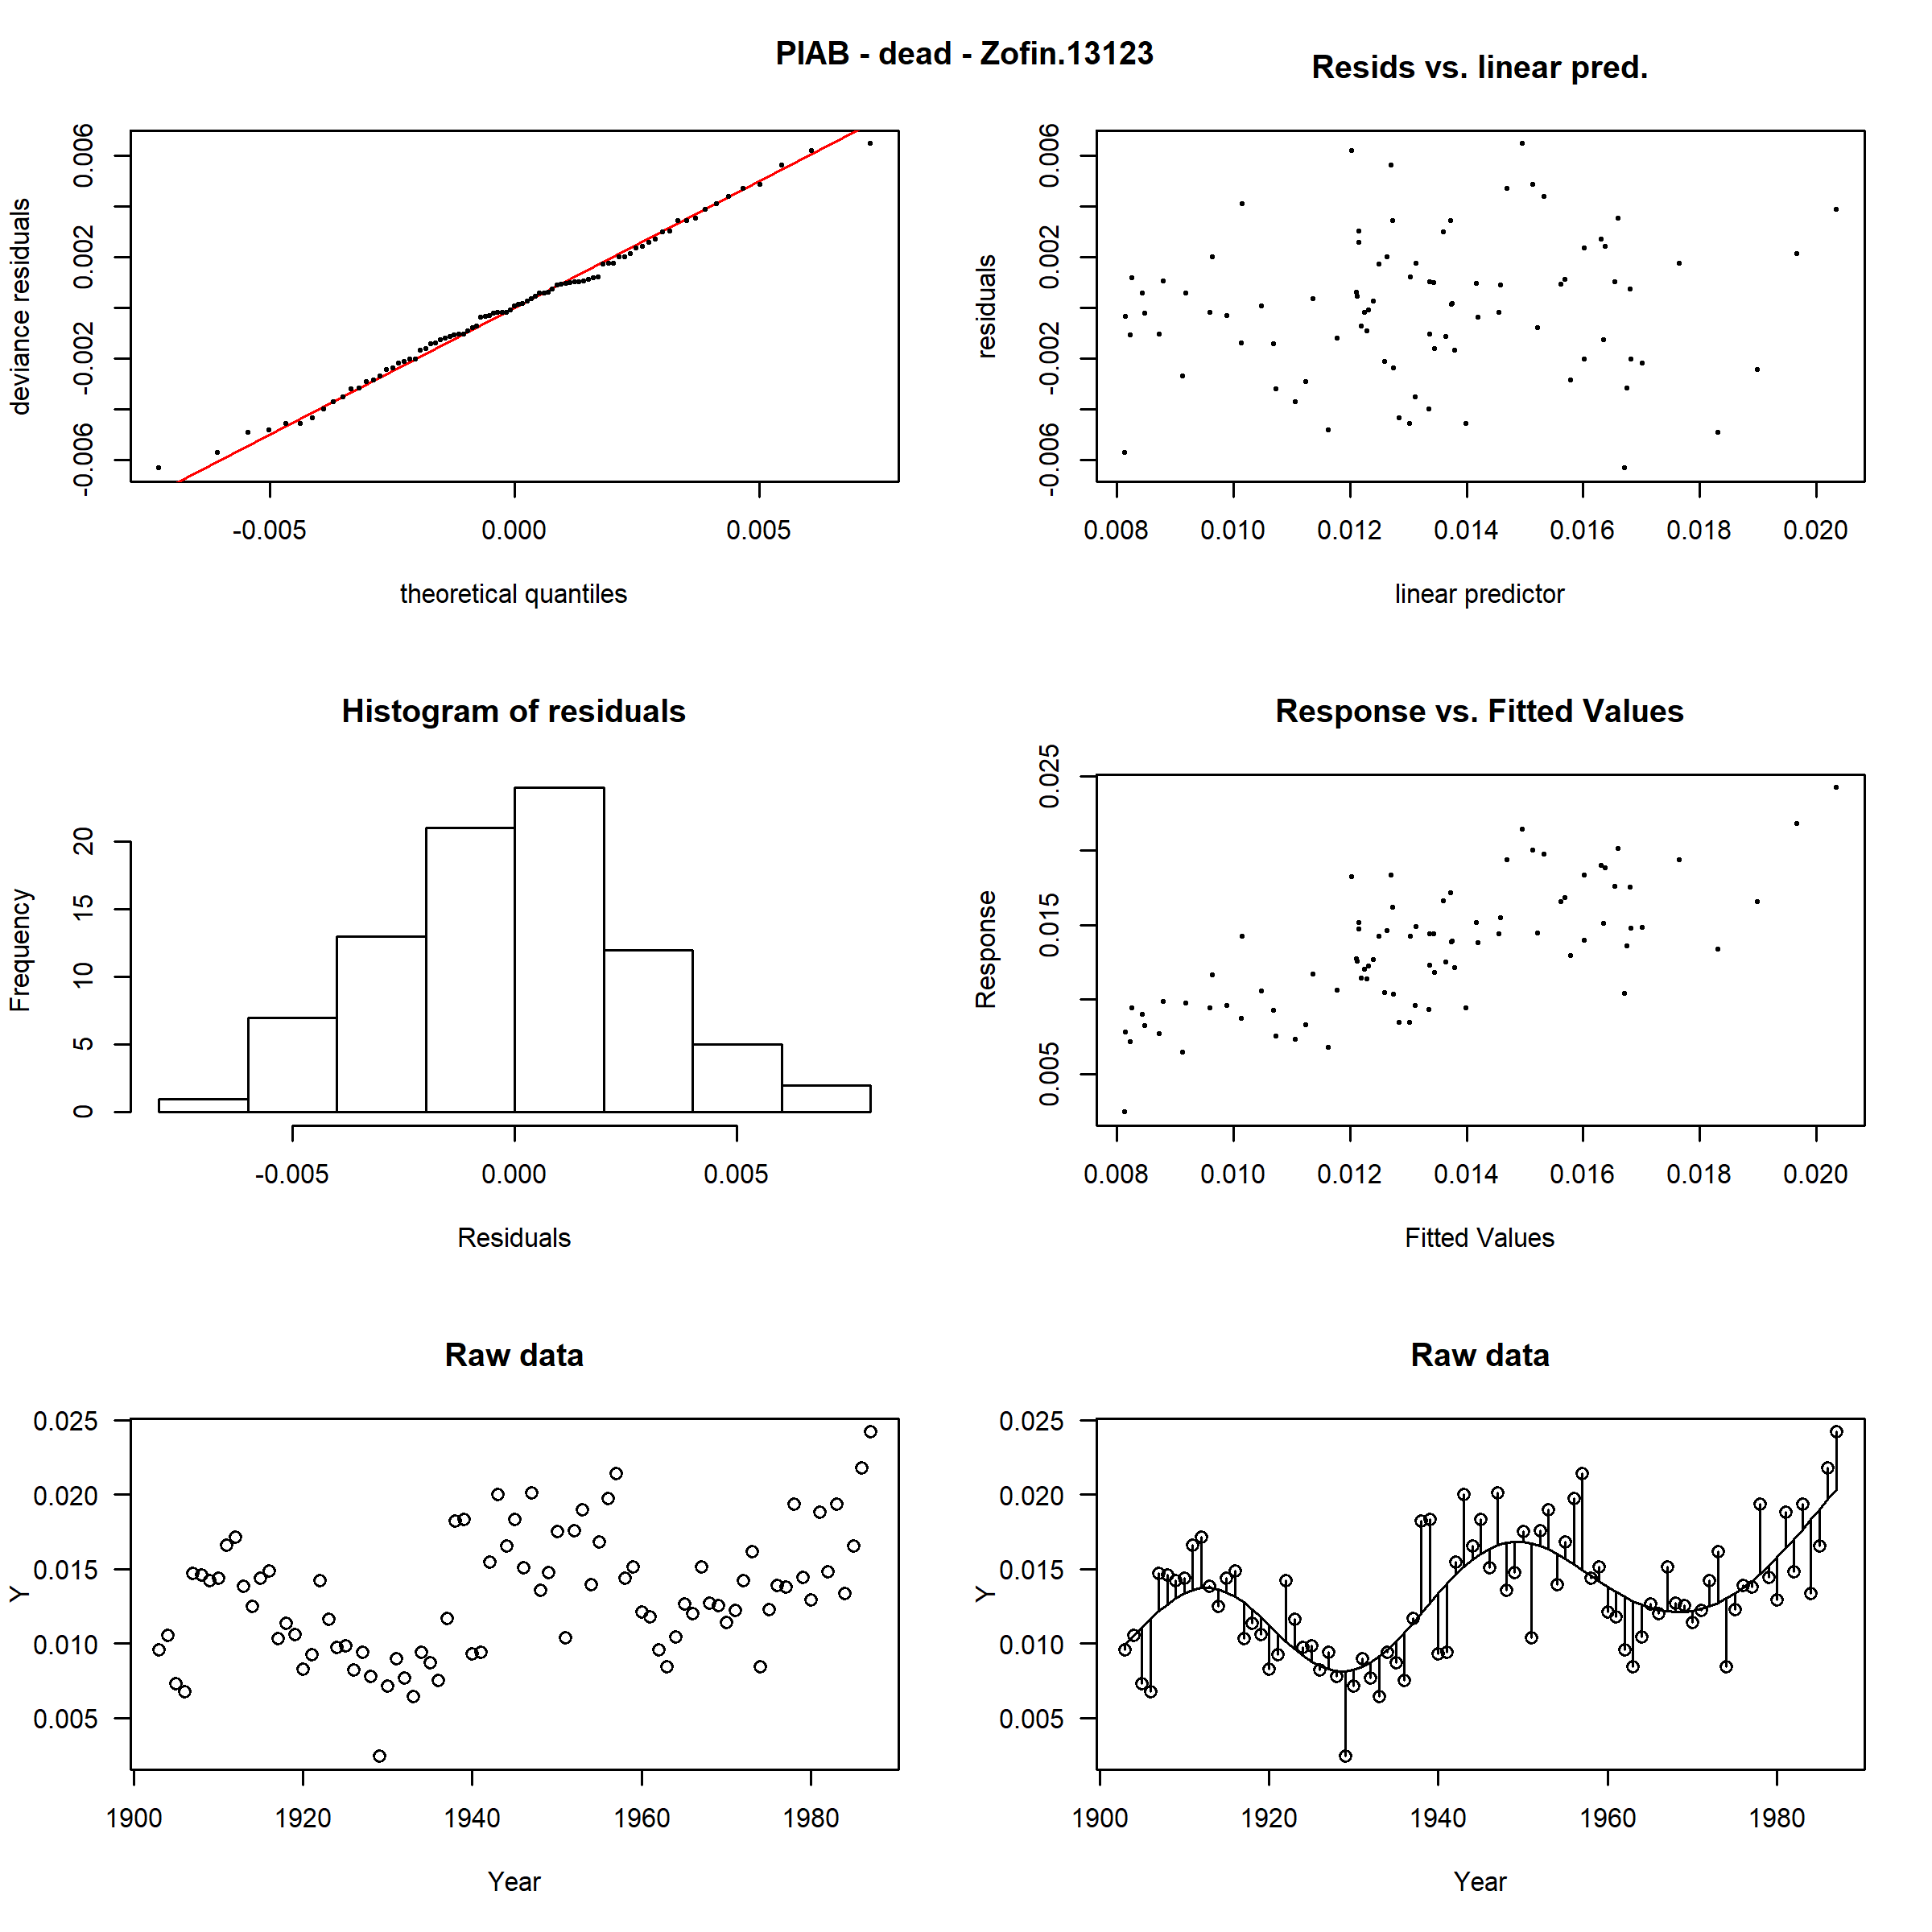 PIAB - dead - Zofin.13123
Resids vs. linear pred.
deviance residuals
-0.006 -0.002 0.002 0.006
-0.005 0.000 0.005
theoretical quantiles
residuals
-0.006 -0.002 0.002 0.006
0.008 0.010 0.012 0.014 0.016 0.018 0.020
linear predictor
Histogram of residuals
Frequency
0 5 10 15 20
-0.005 0.000 0.005
Residuals
Response vs. Fitted Values
Response
0.005 0.015 0.025
0.008 0.010 0.012 0.014 0.016 0.018 0.020
Fitted Values
Raw data
Y
0.025
0.020
0.015
0.010
0.005
1900 1920 1940 1960 1980
Year
Raw data
Y
0.025
0.020
0.015
0.010
0.005
1900 1920 1940 1960 1980
Year